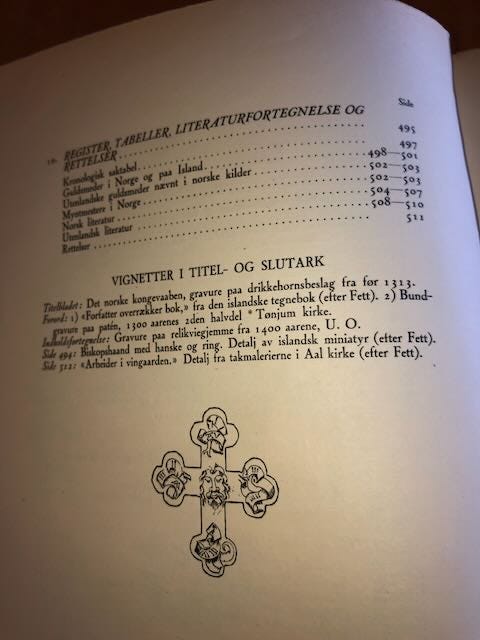 Side
REGISTER, TABELLER, LITERATURFORTEGNELSE OG
RETTELSER 495
Kronologisk saktabel 497
Guldsmeder i Norge og paa Island 498—501
Utenlandske guldsmeder nævnt i norske kilder 502—503
Myntmestere i Norge 502—503
Norsk literatur 504—507
Utenlandsk literatur 508—510
Rettelser 511
VIGNETTER I TITEL- OG SLUTARK
Titelbladet: Det norske kongevaaben, gravure paa drikkehornsbeslag fra før 1313.
Forord: 1) «Forfatter overrækker bok,» fra den islandske tegnebok (efter Fett). 2) Bund-
gravure paa patén, 1300 aarenes 2den halvdel * Tønjum kirke.
Indholdsfortegnelse: Gravure paa relikviegjemme fra 1400 aarene, U. O.
Side 494: Biskopshaand med hanske og ring. Detalj av islandsk miniatyr (efter Fett).
Side 512: «Arbeider i vingaarden.» Detalj fra takmalerierne i Aal kirke (efter Fett).